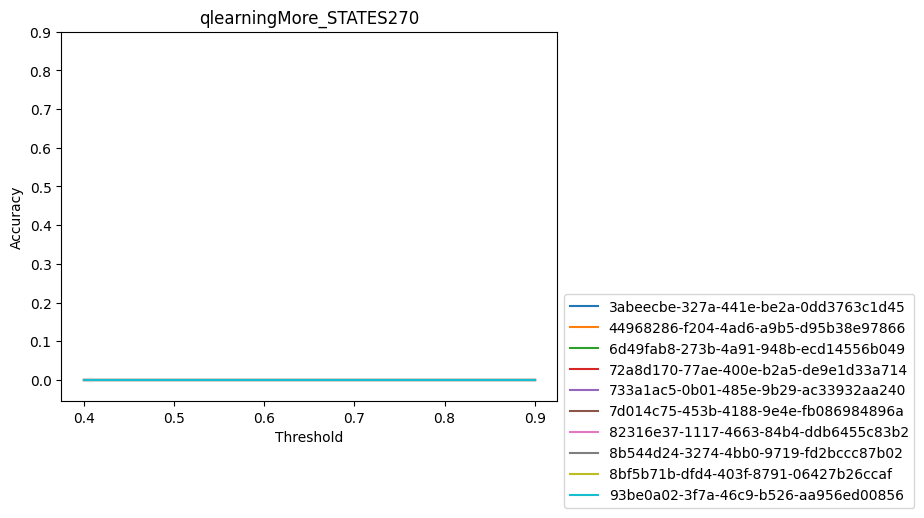 qlearningMore_STATES270
Accuracy
0.9
0.8
0.7
0.6
0.5
0.4
0.3
0.2
0.1
0.0
0.4 0.5 0.6 0.7 0.8 0.9
Threshold
3abeecbe-327a-441e-be2a-0dd3763c1d45
44968286-f204-4ad6-a9b5-d95b38e97866
6d49fab8-273b-4a91-948b-ecd14556b049
72a8d170-77ae-400e-b2a5-de9e1d33a714
733a1ac5-0b01-485e-9b29-ac33932aa240
7d014c75-453b-4188-9e4e-fb086984896a
82316e37-1117-4663-84b4-ddb6455c83b2
8b544d24-3274-4bb0-9719-fd2bccc87b02
8bf5b71b-dfd4-403f-8791-06427b26ccaf
93be0a02-3f7a-46c9-b526-aa956ed00856